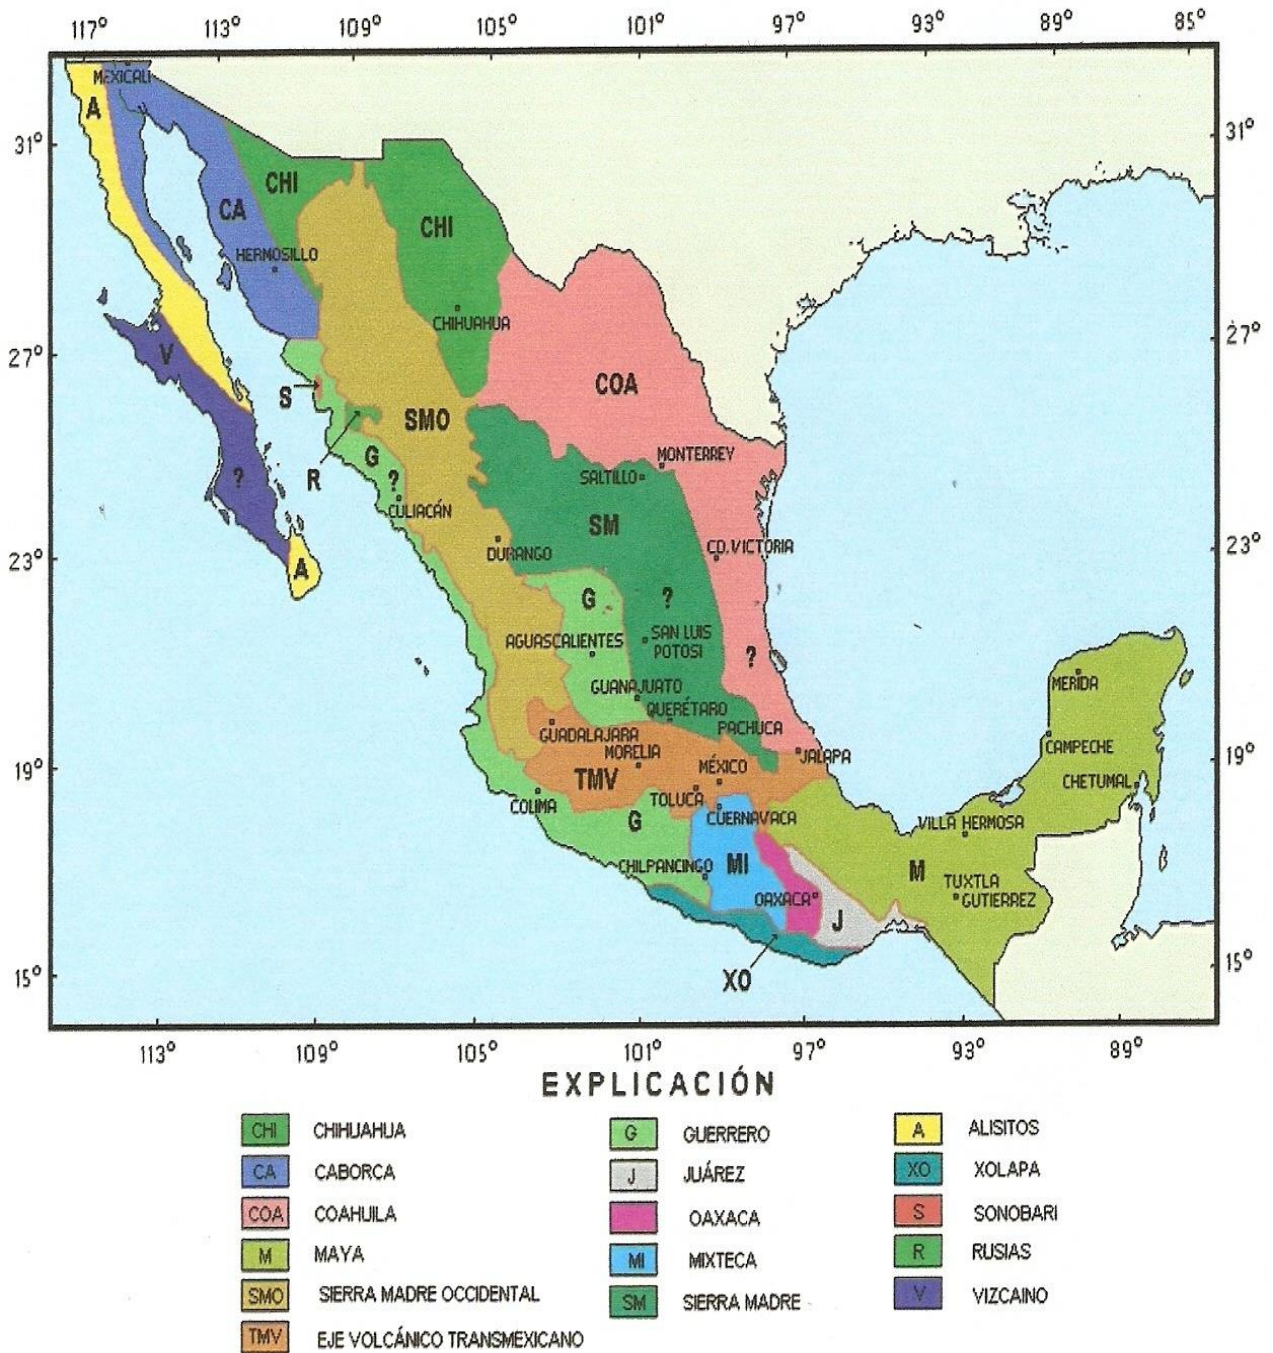 117° 113° 109° 105° 101° 97° 93° 89° 85°
MEXICALI
A
31° 31°
CHI
CA
CHI
HERMOSILLO
CHIHUAHUA
27° 27°
V
S
COA
SMO
MONTERREY
G
SALTILLO
R
?
?
CULIACÁN
SM
DURANGO
CD. VICTORIA
23° 23°
A
G
?
AGUASCALIENTES
SAN LUIS
POTOSI
?
GUANAJUATO
MERIDA
QUERÉTARO
PACHUCA
GUADALAJARA
CAMPECHE
MORELIA
JALAPA
MÉXICO
19° 19°
TMV
CHETUMAL
TOLUCA
COLIMA
CUERNAVACA
G
VILLA HERMOSA
CHILPANCINGO
MI
M
TUXTLA
GUTIERREZ
OAXACA
J
15° 15°
XO
113° 109° 105° 101° 97° 93° 89°
EXPLICACIÓN
CHI CHIHUAHUA
CA CABORCA
COA COAHUILA
M MAYA
SMO SIERRA MADRE OCCIDENTAL
TMV EJE VOLCÁNICO TRANSMEXICANO
G GUERRERO
J JUÁREZ
OAXACA
MI MIXTECA
SM SIERRA MADRE
A ALISITOS
XO XOLAPA
S SONOBARI
R RUSIAS
V VIZCAINO